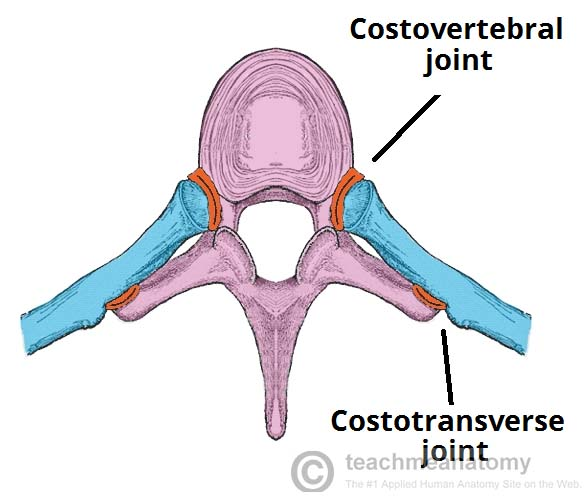 Costovertebral
joint
Costotransverse
joint
© teachmeanatomy
The #1 Applied Human Anatomy Site on the Web.